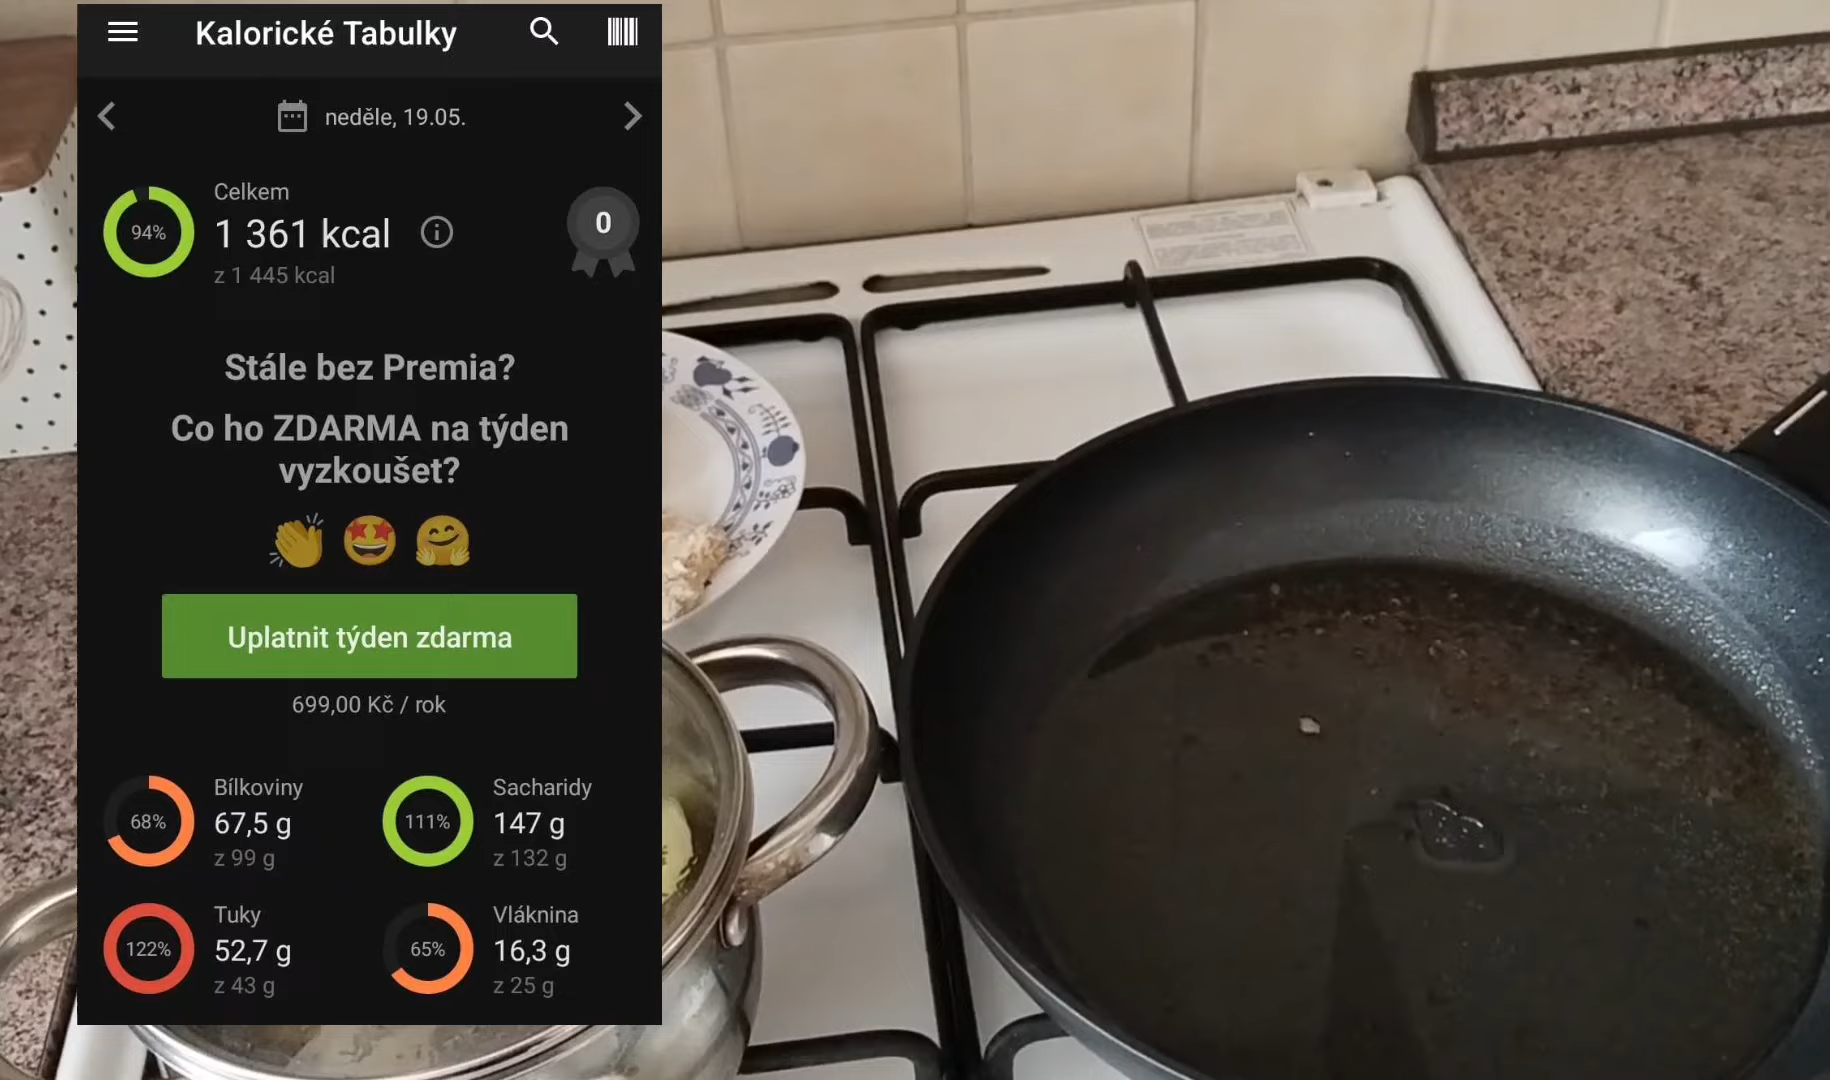 Kalorické Tabulky
neděle, 19.05.
94%
Celkem
1 361 kcal
z 1 445 kcal
0
Stále bez Premia?
Co ho ZDARMA na týden
vyzkoušet?
Uplatnit týden zdarma
699,00 Kč / rok
68%
Bílkoviny
67,5 g
z 99 g
111%
Sacharidy
147 g
z 132 g
122%
Tuky
52,7 g
z 43 g
65%
Vláknina
16,3 g
z 25 g